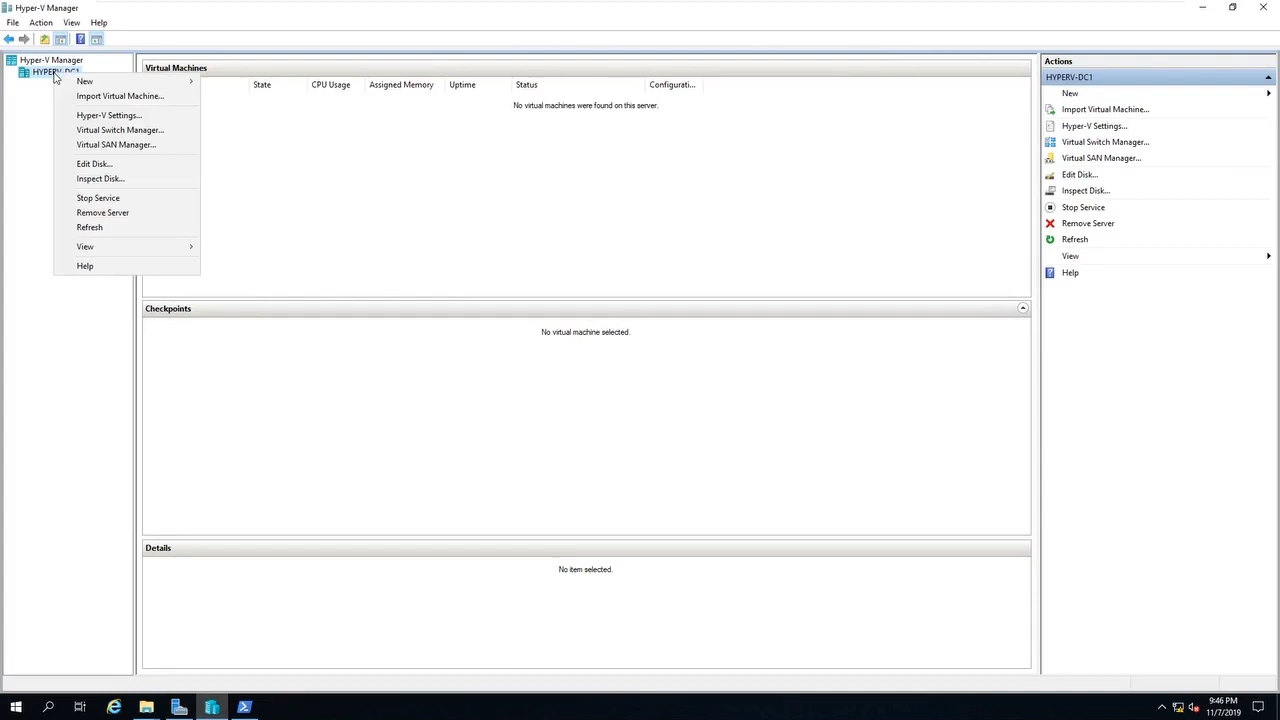 Hyper-V Manager
File Action View Help
Hyper-V Manager
HYPERV-DC1
New
Import Virtual Machine...
Hyper-V Settings...
Virtual Switch Manager...
Virtual SAN Manager...
Edit Disk...
Inspect Disk...
Stop Service
Remove Server
Refresh
View
Help
Virtual Machines
State CPU Usage Assigned Memory Uptime Status Configurati...
No virtual machines were found on this server.
Checkpoints
No virtual machine selected.
Details
No item selected.
Actions
HYPERV-DC1
New
Import Virtual Machine...
Hyper-V Settings...
Virtual Switch Manager...
Virtual SAN Manager...
Edit Disk...
Inspect Disk...
Stop Service
Remove Server
Refresh
View
Help
9:46 PM
11/7/2019